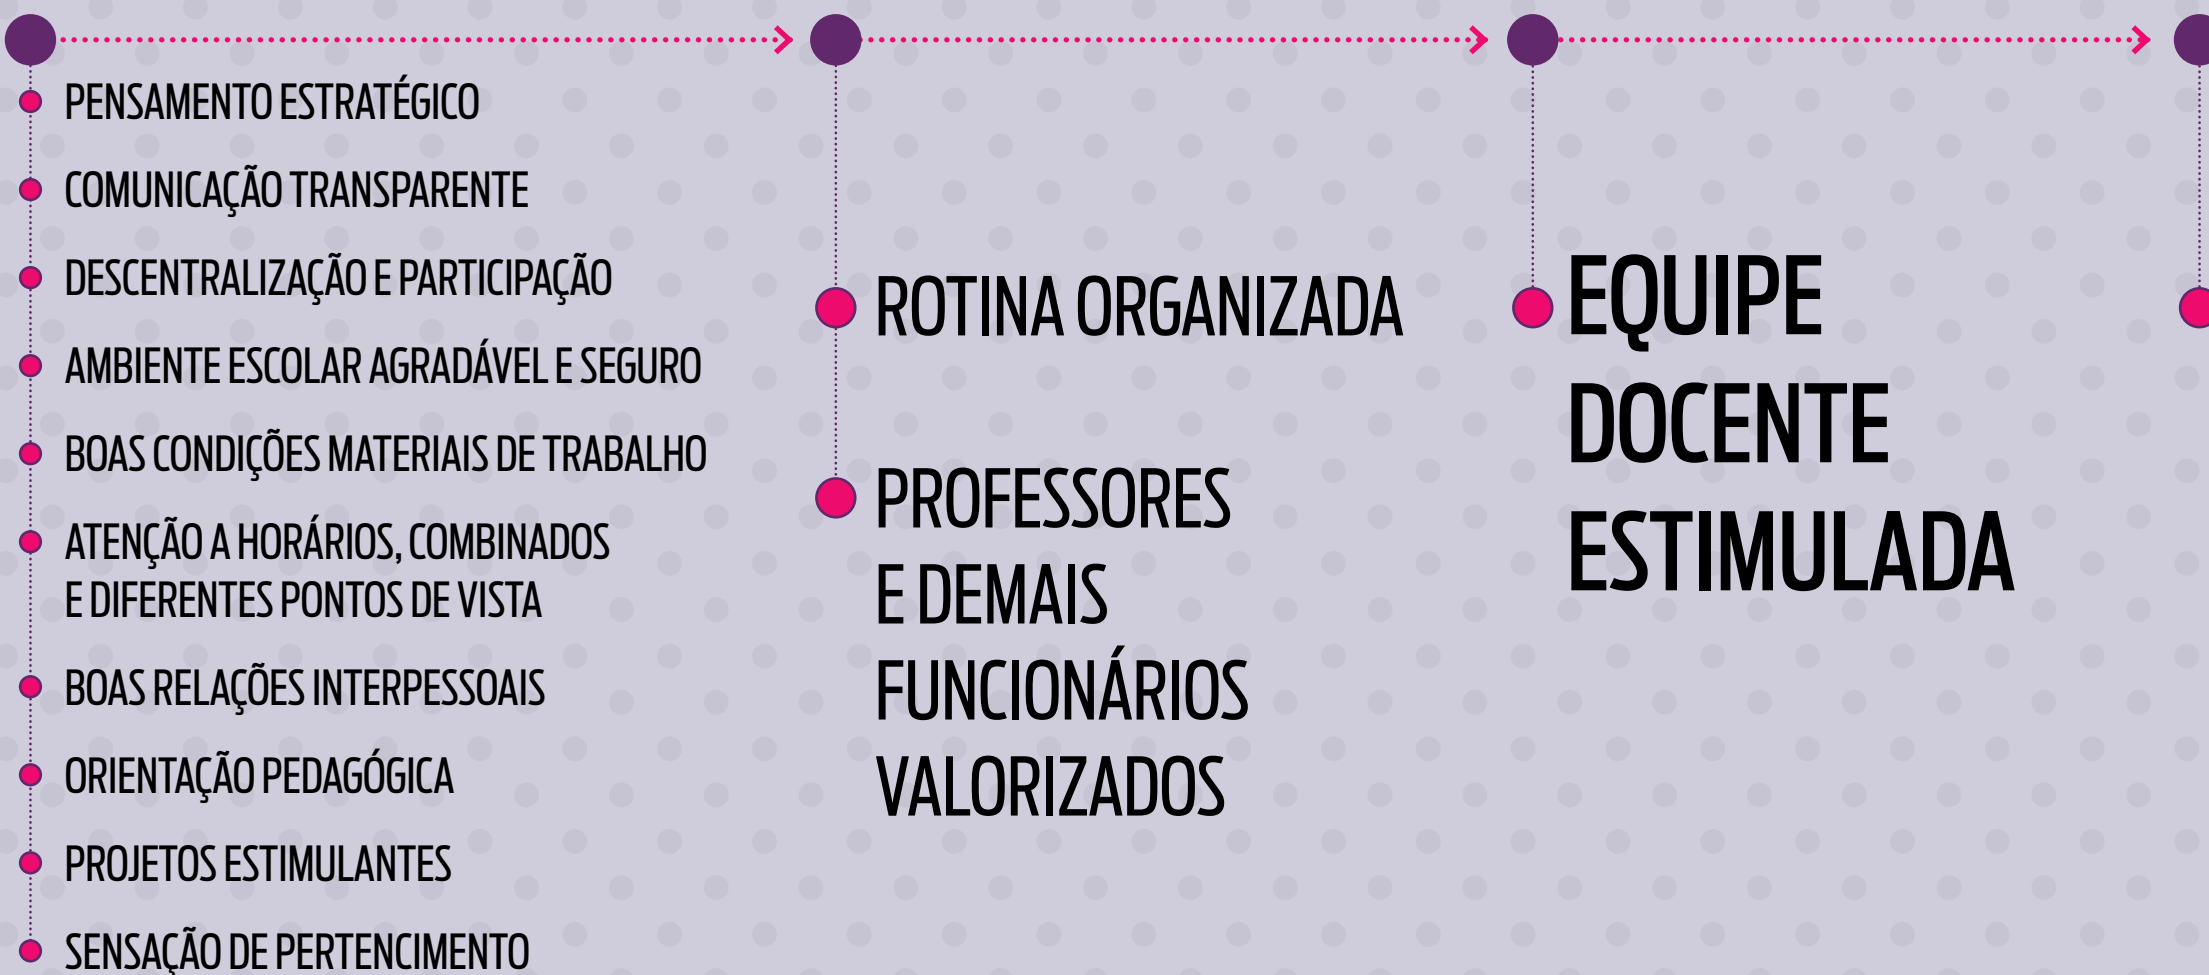 PENSAMENTO ESTRATÉGICO
COMUNICAÇÃO TRANSPARENTE
DESCENTRALIZAÇÃO E PARTICIPAÇÃO
AMBIENTE ESCOLAR AGRADÁVEL E SEGURO
BOAS CONDIÇÕES MATERIAIS DE TRABALHO
ATENÇÃO A HORÁRIOS, COMBINADOS
E DIFERENTES PONTOS DE VISTA
BOAS RELAÇÕES INTERPESSOAIS
ORIENTAÇÃO PEDAGÓGICA
PROJETOS ESTIMULANTES
SENSAÇÃO DE PERTENCIMENTO
ROTINA ORGANIZADA
PROFESSORES
E DEMAIS
FUNCIONÁRIOS
VALORIZADOS
EQUIPE
DOCENTE
ESTIMULADA